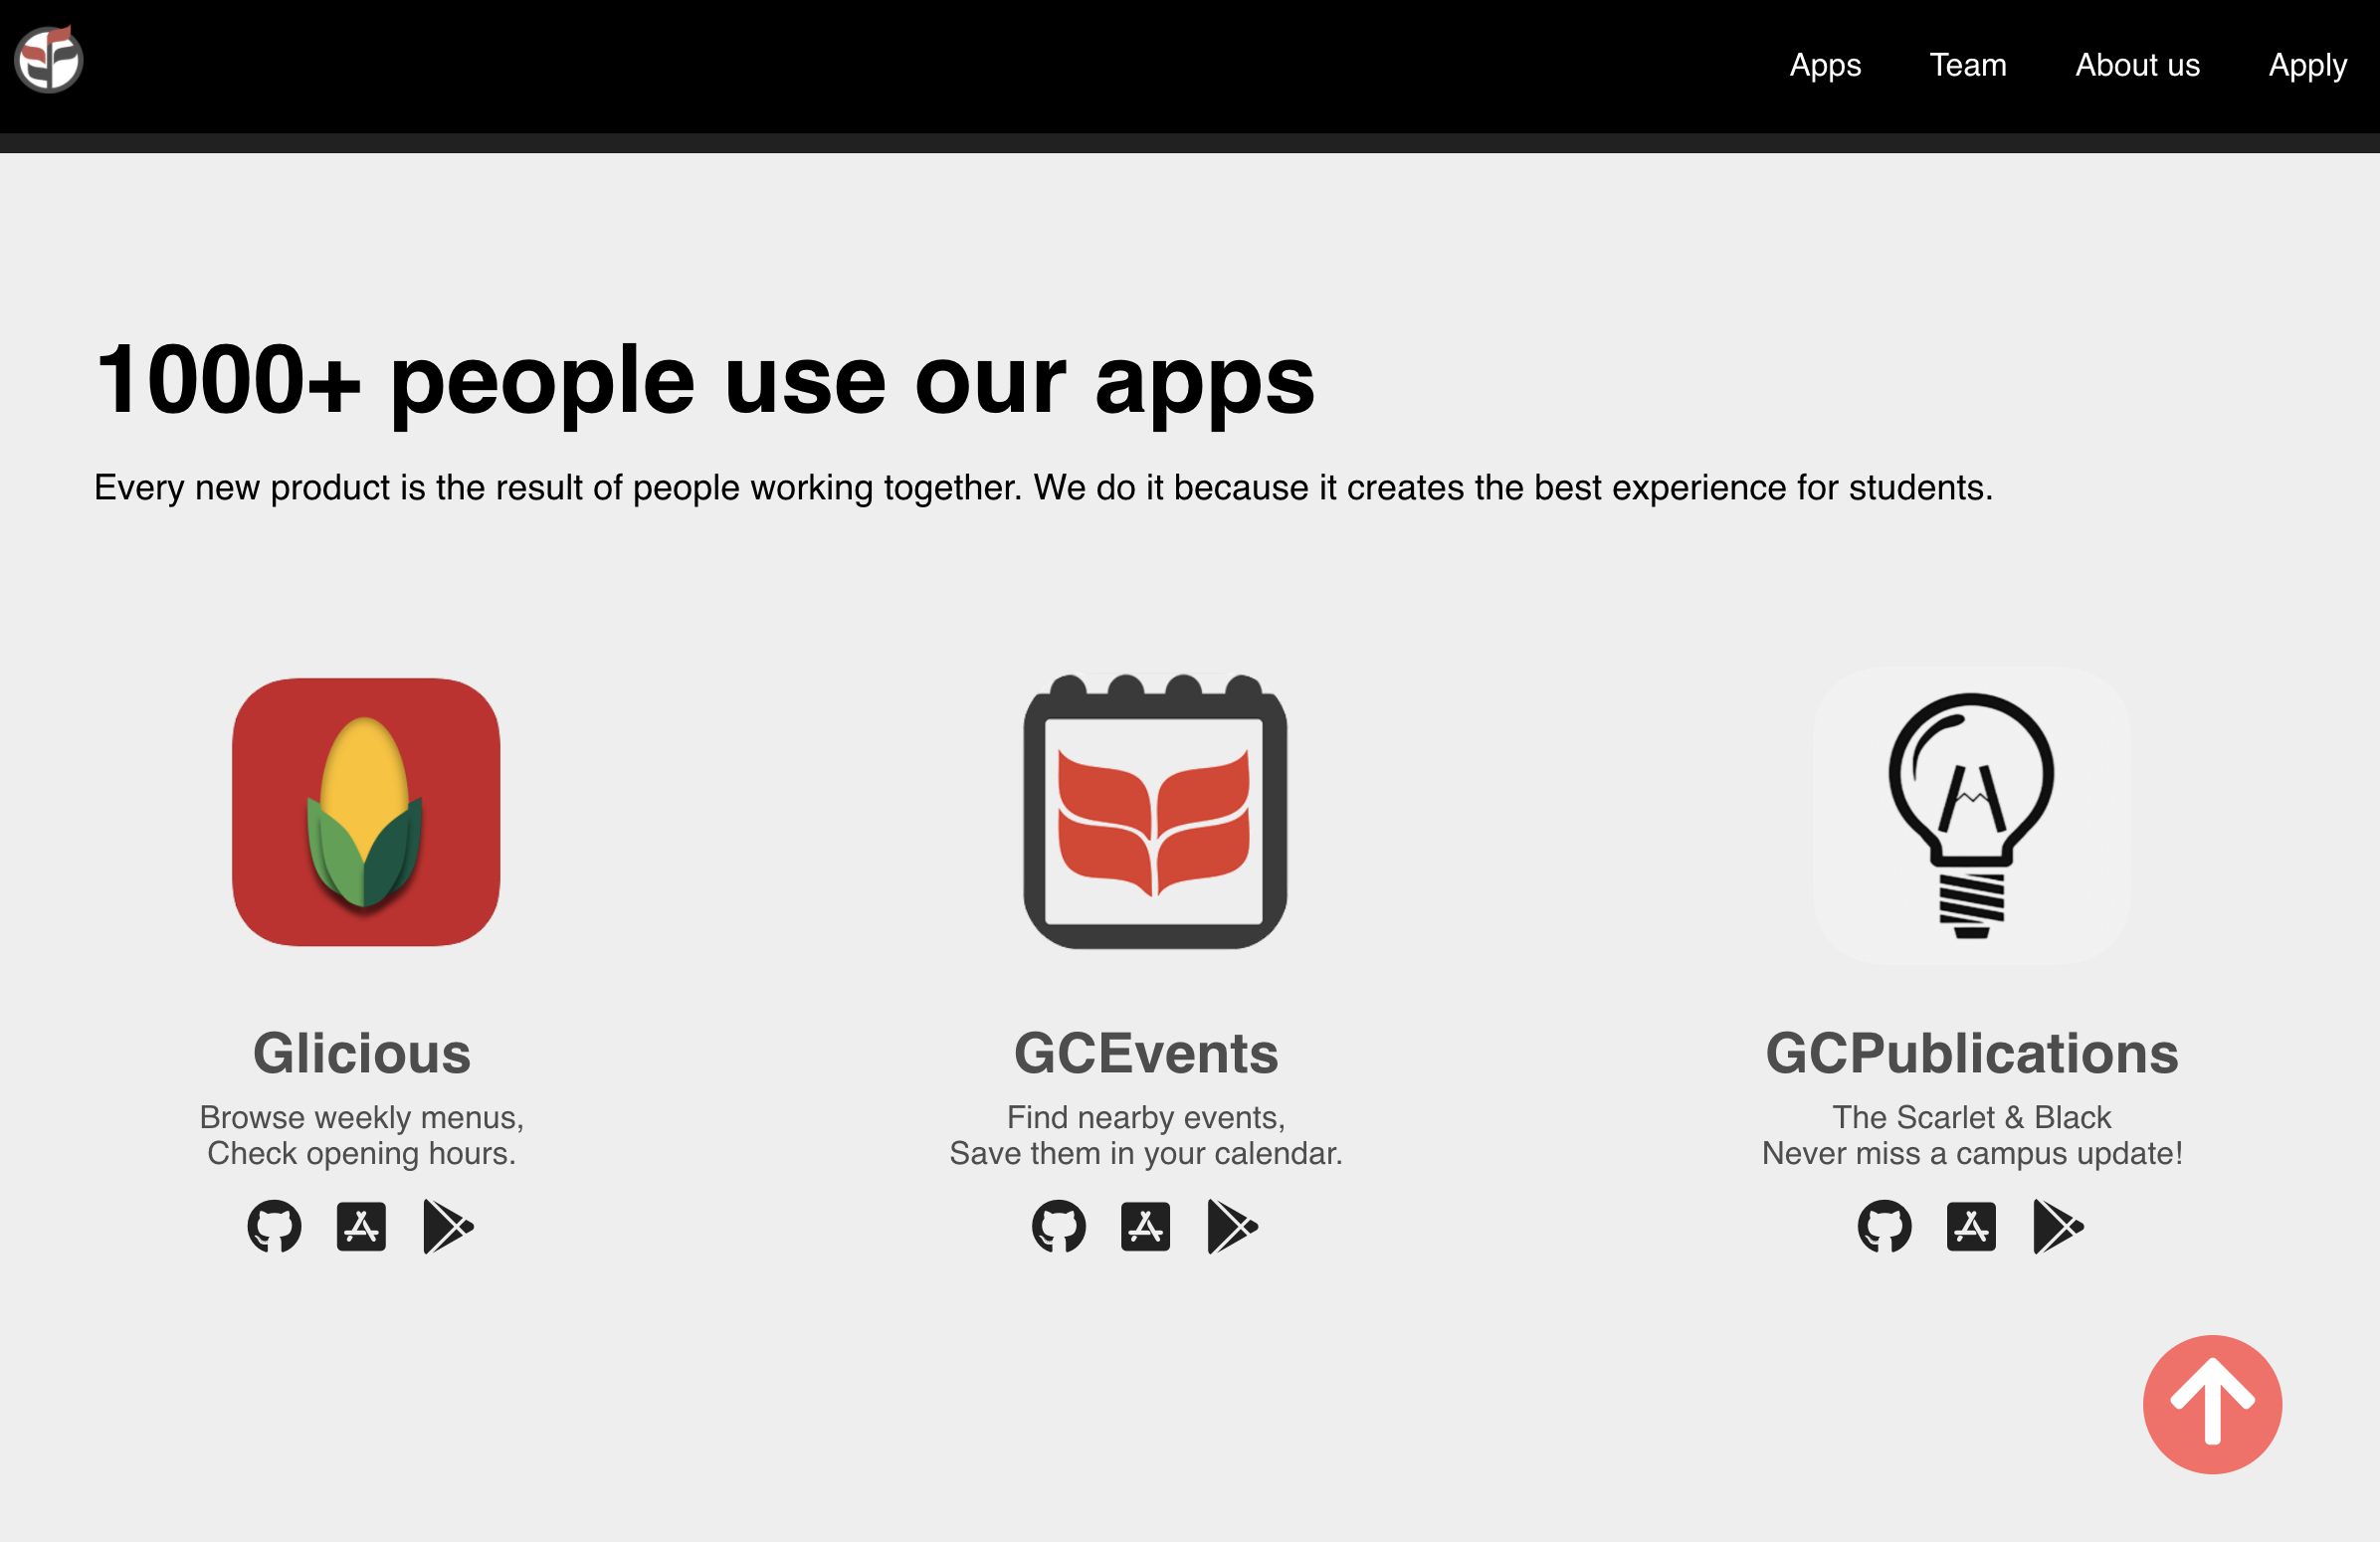 Apps
Team
About us
Apply
1000+ people use our apps
Every new product is the result of people working together. We do it because it creates the best experience for students.
Glicious
Browse weekly menus,
Check opening hours.
GCEvents
Find nearby events,
Save them in your calendar.
GCPublications
The Scarlet & Black
Never miss a campus update!